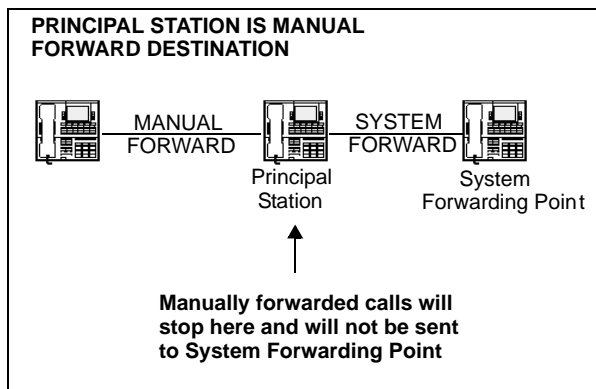 PRINCIPAL STATION IS MANUAL
FORWARD DESTINATION
MANUAL
FORWARD
SYSTEM
FORWARD
Principal
Station
System
Forwarding Point
Manually forwarded calls will
stop here and will not be sent
to System Forwarding Point